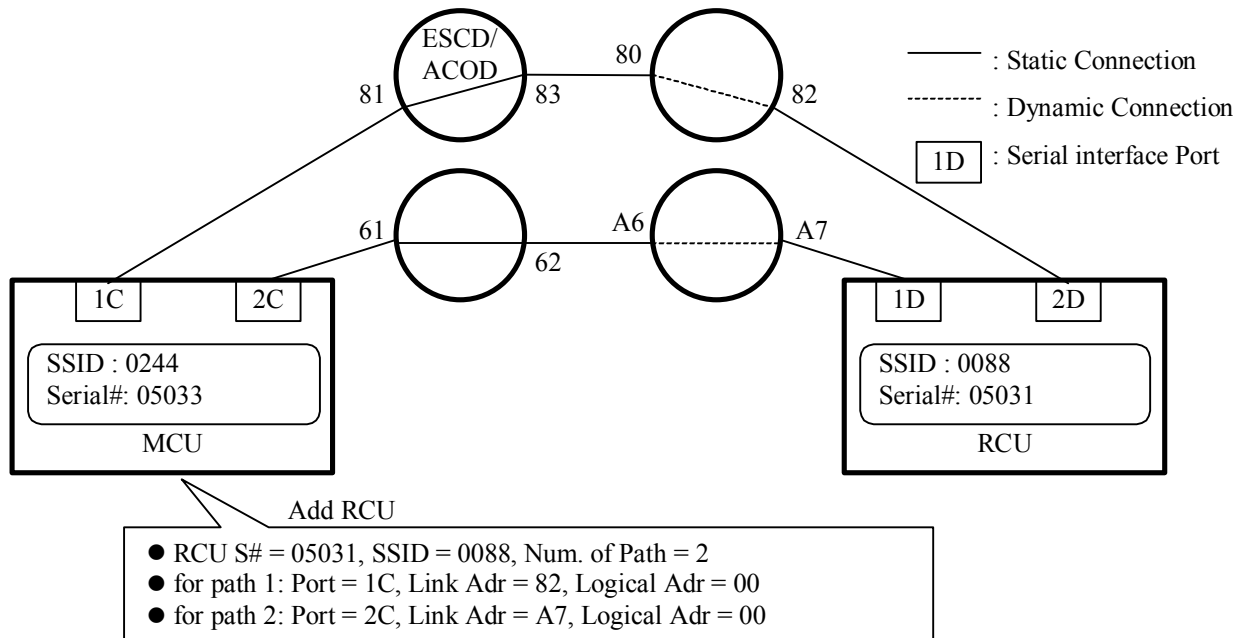 ESCD/
ACOD
80
: Static Connection
81
83
82
: Dynamic Connection
1D
: Serial interface Port
61
A6
A7
62
1C
2C
1D
2D
SSID : 0244
Serial#: 05033
MCU
SSID : 0088
Serial#: 05031
RCU
Add RCU
● RCU S# = 05031, SSID = 0088, Num. of Path = 2
● for path 1: Port = 1C, Link Adr = 82, Logical Adr = 00
● for path 2: Port = 2C, Link Adr = A7, Logical Adr = 00